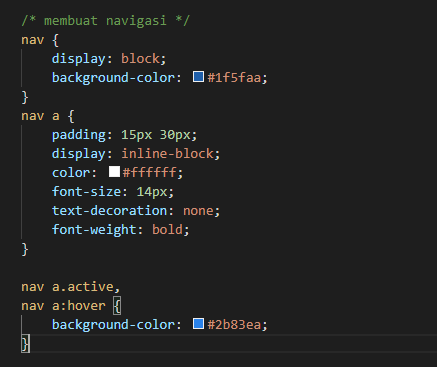 /* membuat navigasi */
nav {
    display: block;
    background-color: #1f5faa;
}
nav a {
    padding: 15px 30px;
    display: inline-block;
    color: #ffffff;
    font-size: 14px;
    text-decoration: none;
    font-weight: bold;
}

nav a.active,
nav a:hover {
    background-color: #2b83ea;
}